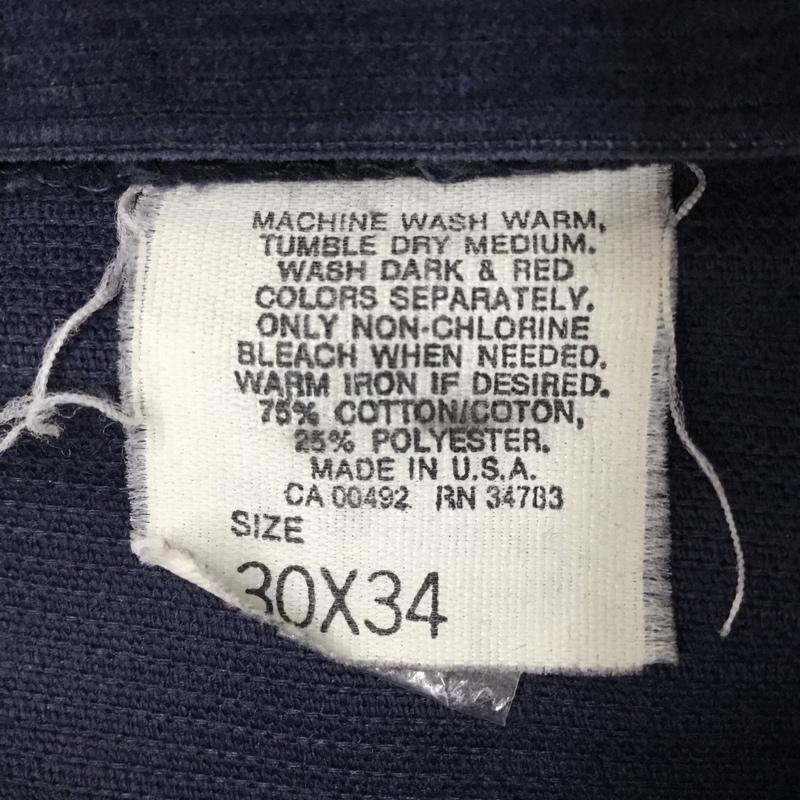 MACHINE WASH WARM,
TUMBLE DRY MEDIUM.
WASH DARK & RED
COLORS SEPARATELY.
ONLY NON-CHLORINE
BLEACH WHEN NEEDED.
WARM IRON IF DESIRED.
75% COTTON/COTON,
25% POLYESTER.
MADE IN U.S.A.
CA 00492 RN 34783
SIZE
30X34